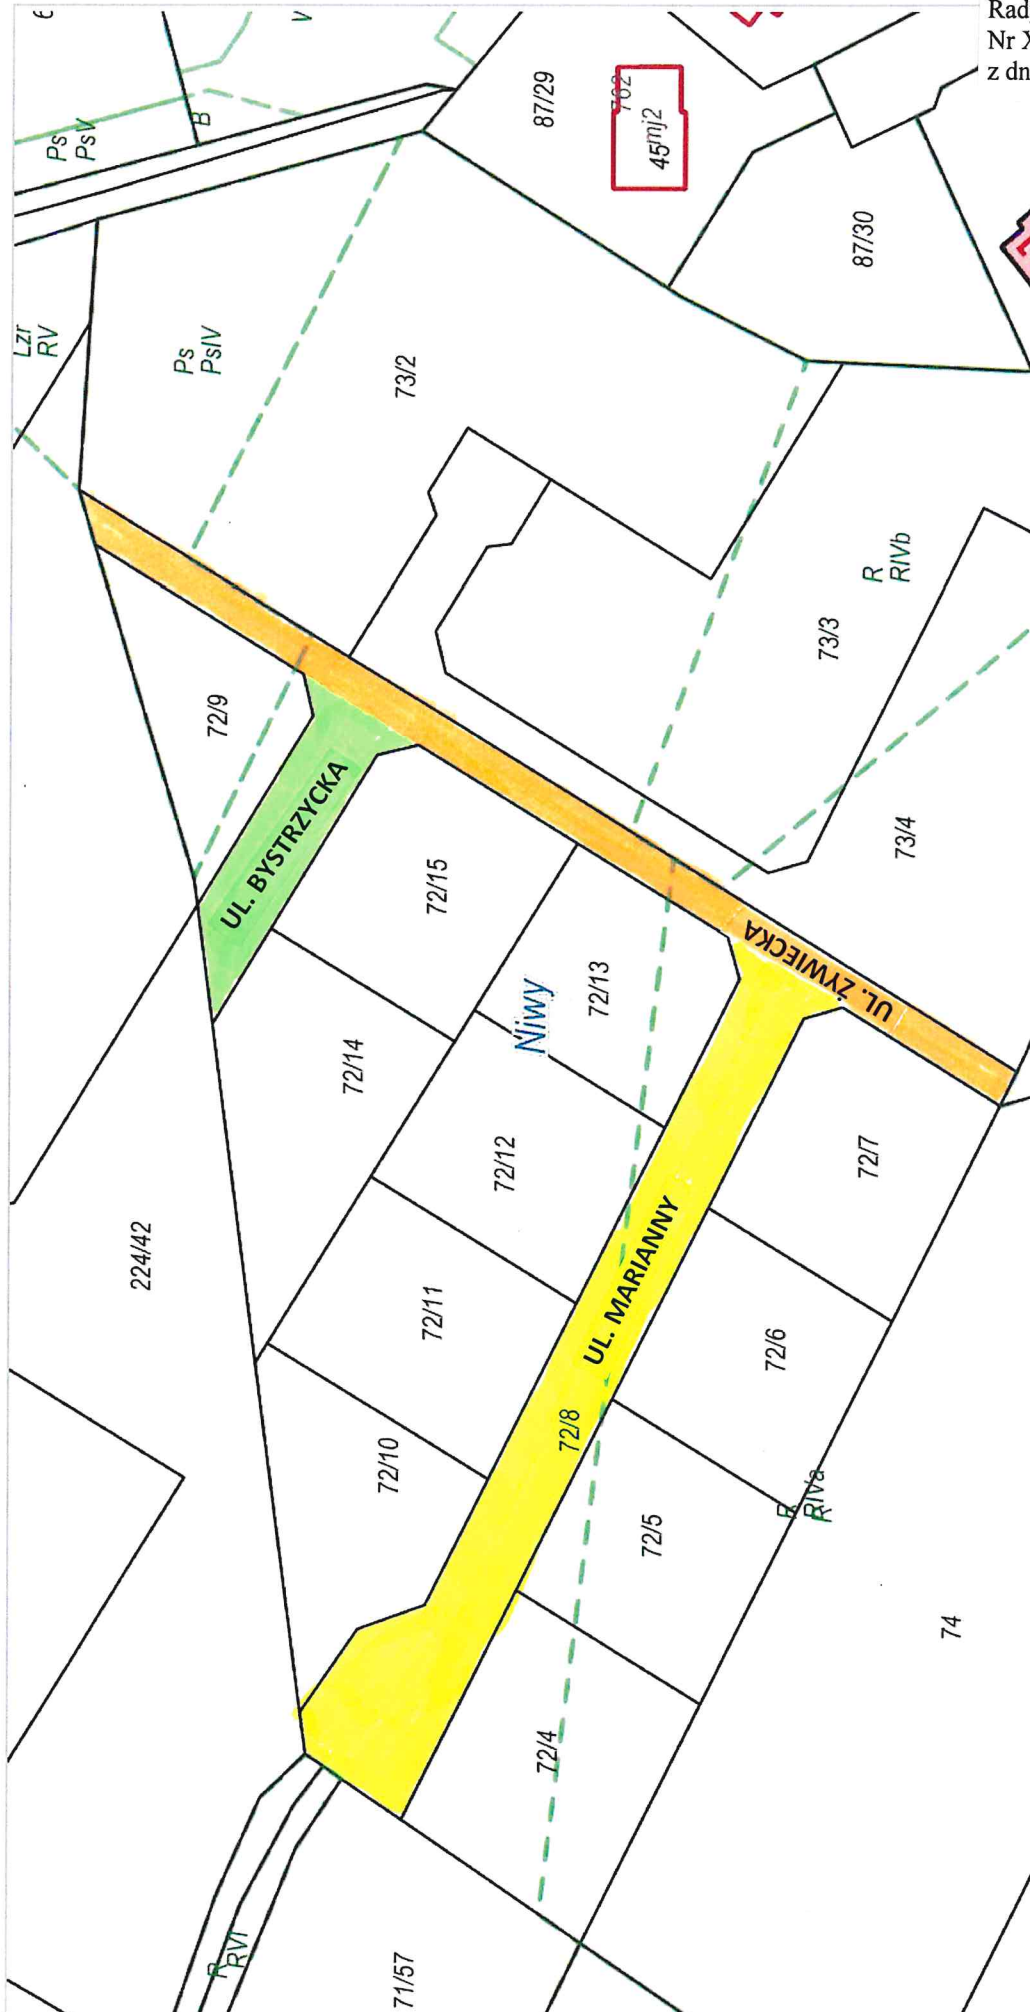 Rad
Nr X
z dn
Ps
PsV
B
V
87/29
702
45mj2
87/30
Lzr
RV
Ps
PsIV
73/2
72/9
R
RIVb
73/3
73/4
UL. BYSTRZYCKA
72/15
UL. ŻYWIECKA
Niwy
72/13
72/14
72/12
72/7
224/42
72/11
UL. MARIANNY
72/6
72/10
72/8
72/5
R
RIVa
R
74
72/4
R
RVI
71/57